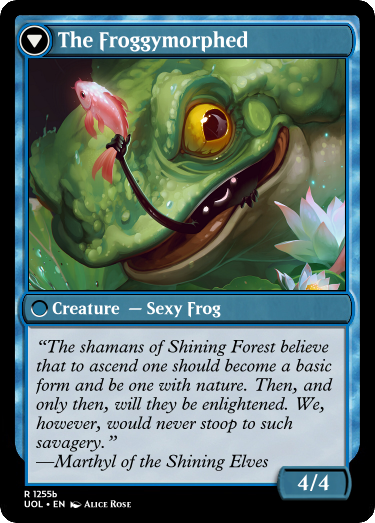 The Froggymorphed
Creature — Sexy Frog
“The shamans of Shining Forest believe
that to ascend one should become a basic
form and be one with nature. Then, and
only then, will they be enlightened. We,
however, would never stoop to such
savagery.”
—Marthyl of the Shining Elves
4/4
R 1255b
UOL • EN Alice Rose